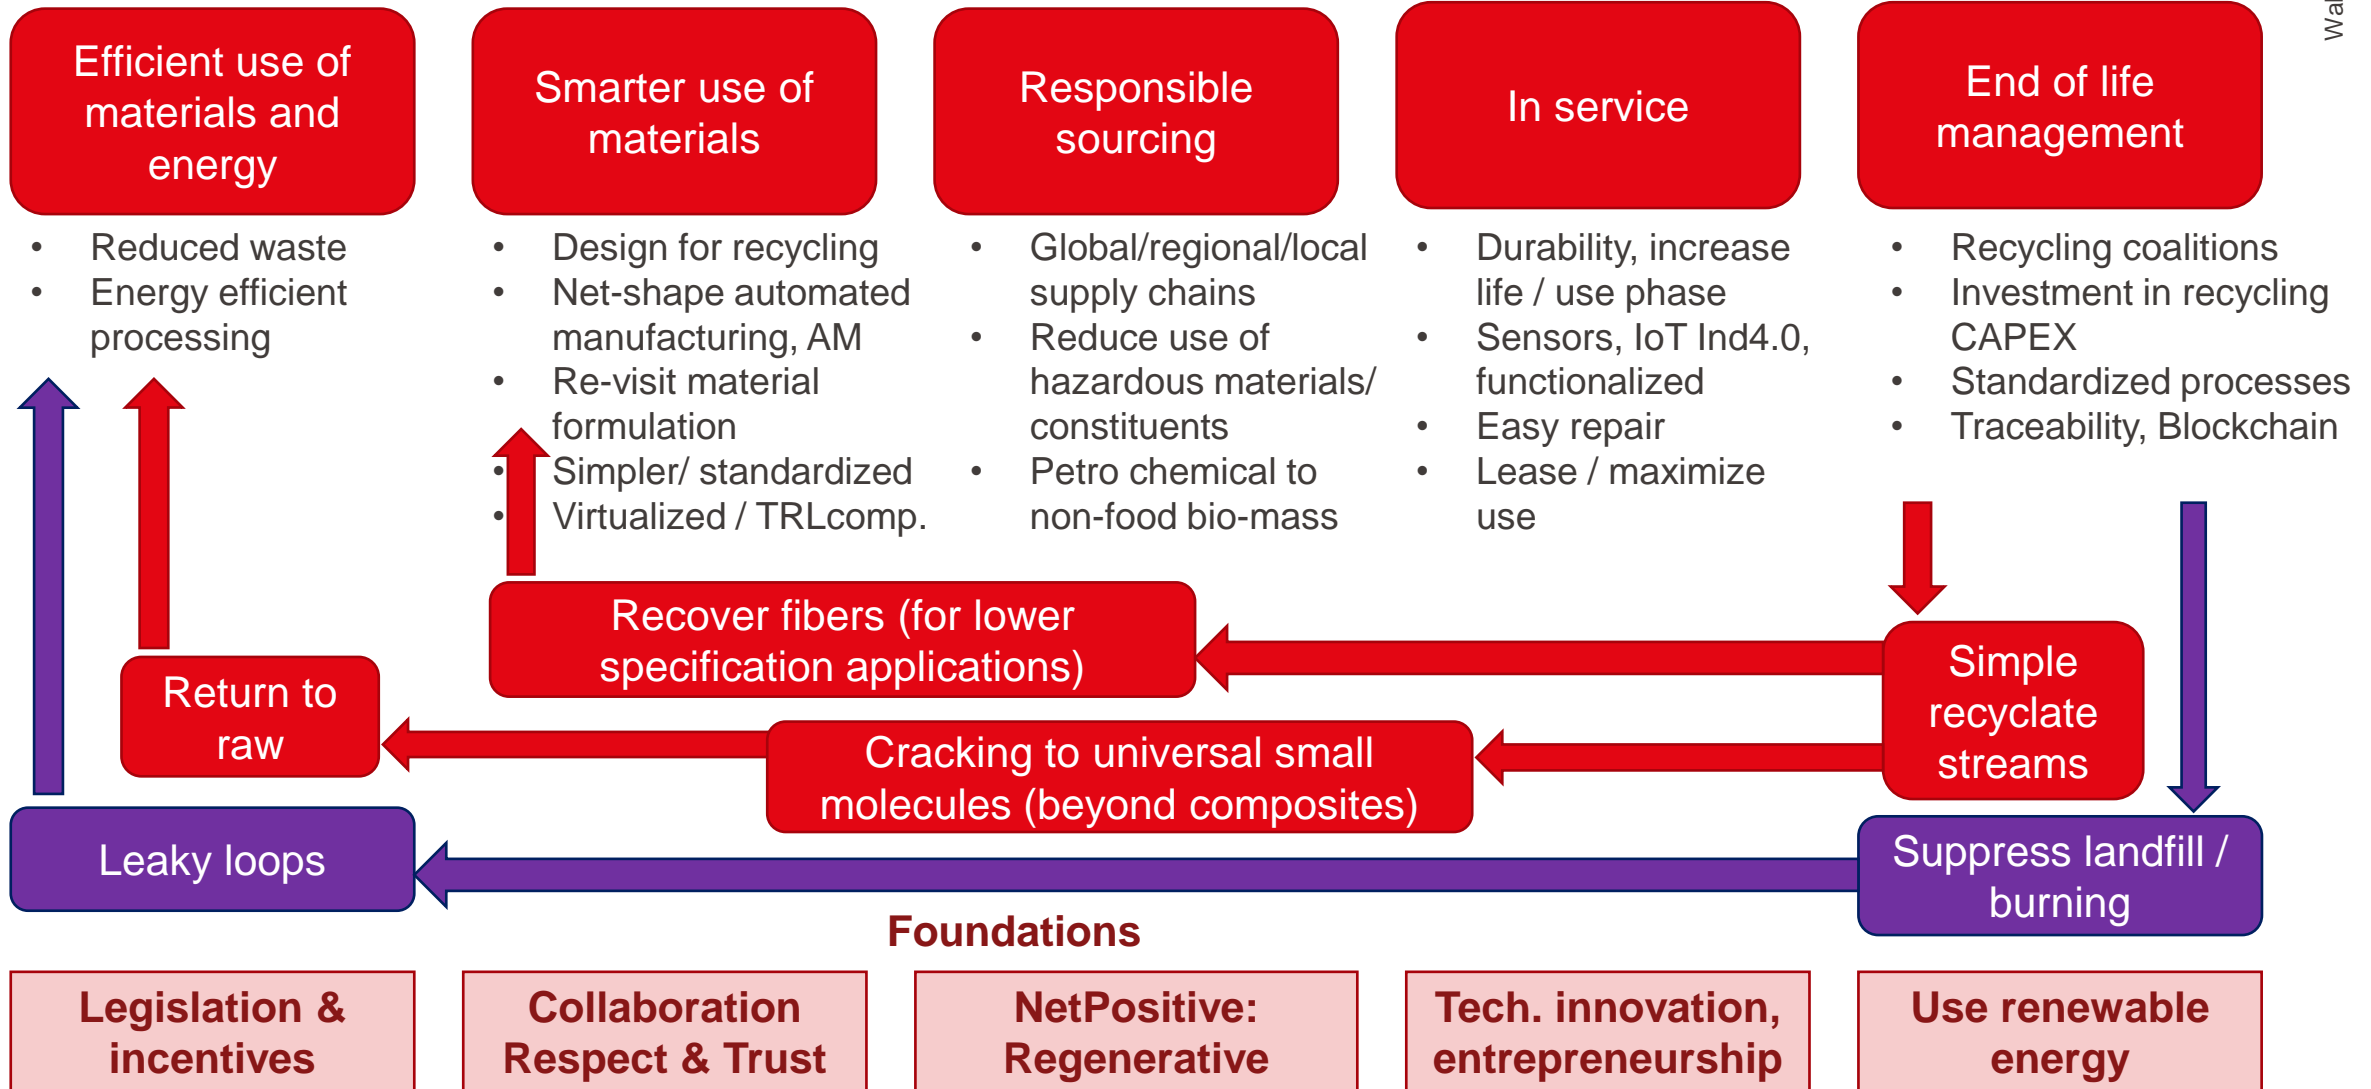 Efficient use of
materials and
energy
Smarter use of
materials
Responsible
sourcing
In service
End of life
management
• Reduced waste
• Energy efficient
processing
• Design for recycling
• Net-shape automated
manufacturing, AM
• Re-visit material
formulation
• Simpler/ standardized
• Virtualized / TRLcomp.
• Global/regional/local
supply chains
• Reduce use of
hazardous materials/
constituents
• Petro chemical to
non-food bio-mass
• Durability, increase
life / use phase
• Sensors, IoT Ind4.0,
functionalized
• Easy repair
• Lease / maximize
use
• Recycling coalitions
• Investment in recycling
CAPEX
• Standardized processes
• Traceability, Blockchain
Recover fibers (for lower
specification applications)
Simple
recyclate
streams
Return to
raw
Cracking to universal small
molecules (beyond composites)
Leaky loops
Suppress landfill /
burning
Foundations
Legislation &
incentives
Collaboration
Respect & Trust
NetPositive:
Regenerative
Tech. innovation,
entrepreneurship
Use renewable
energy